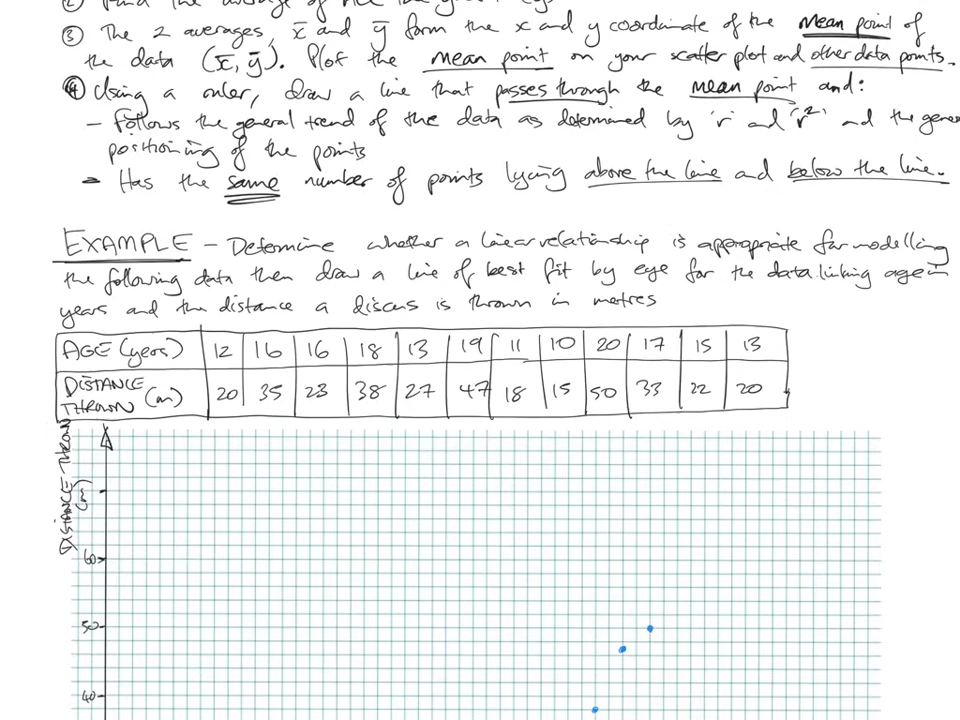 ② Find the average of the
③ The 2 averages, x̄ and ȳ form the x and y coordinate of the mean point of
the data (x̄, ȳ). Plot the mean point on your scatter plot and other data points.
④ Using a ruler, draw a line that passes through the mean point and:
- Follows the general trend of the data as determined by 'r' and 'r²' and the gene
positioning of the points
- Has the same number of points lying above the line and below the line.
EXAMPLE - Determine whether a linear relationship is appropriate for modelling
the following data then draw a line of best fit by eye for the data linking age in
years and the distance a discus is thrown in metres
AGE (years) 12 16 16 18 13 19 11 10 20 17 15 13
DISTANCE THROWN (m) 20 35 23 38 27 47 18 15 50 33 22 20
DISTANCE THROWN
(m)
60
50
40